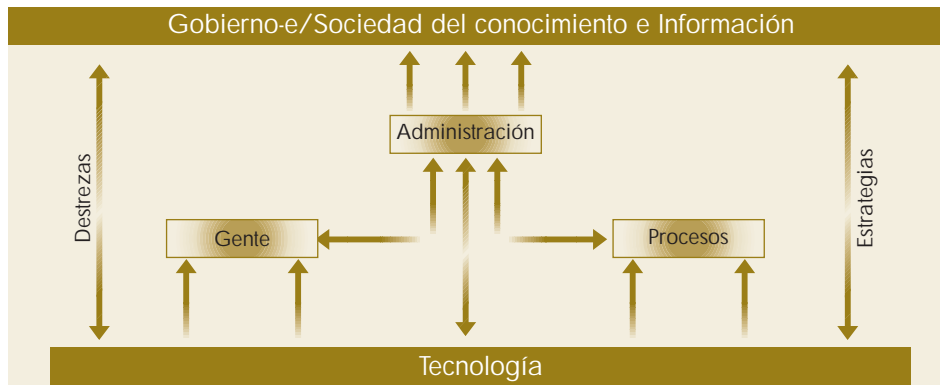 Gobierno-e/Sociedad del conocimiento e Información
Administración
Destrezas
Estrategias
Gente
Procesos
Tecnología